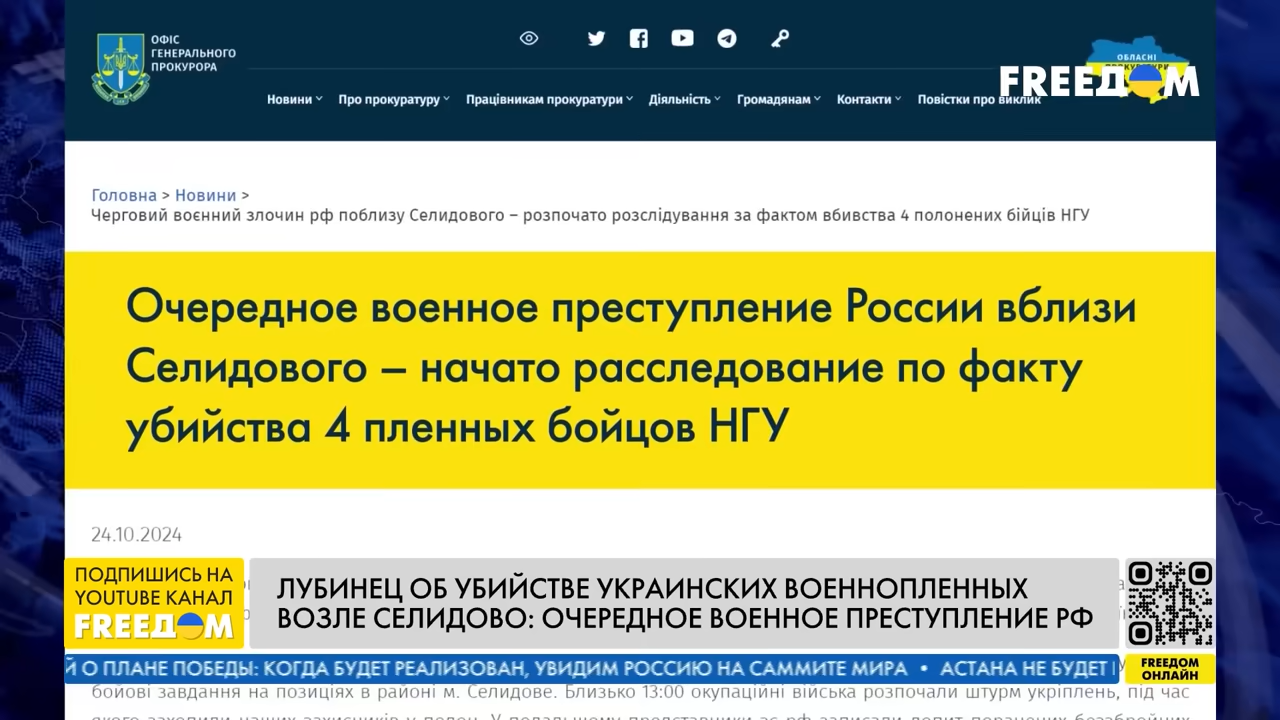 ОФІС
ГЕНЕРАЛЬНОГО
ПРОКУРОРА
ОБЛАСНІ
FREEДOM
Новини
Про прокуратуру
Працівникам прокуратури
Діяльність
Громадянам
Контакти
Повістки про виклик
Головна > Новини >
Черговий воєнний злочин рф поблизу Селидового – розпочато розслідування за фактом вбивства 4 полонених бійців НГУ
Очередное военное преступление России вблизи
Селидового – начато расследование по факту
убийства 4 пленных бойцов НГУ
24.10.2024
ПОДПИШИСЬ НА
YOUTUBE КАНАЛ
FREEДOM
ЛУБИНЕЦ ОБ УБИЙСТВЕ УКРАИНСКИХ ВОЕННОПЛЕННЫХ
ВОЗЛЕ СЕЛИДОВО: ОЧЕРЕДНОЕ ВОЕННОЕ ПРЕСТУПЛЕНИЕ РФ
Й О ПЛАНЕ ПОБЕДЫ: КОГДА БУДЕТ РЕАЛИЗОВАН, УВИДИМ РОССИЮ НА САММИТЕ МИРА • АСТАНА НЕ БУДЕТ
FREEDOM
ОНЛАЙН
бойові завдання на позиціях в районі м. Селидове. Близько 13:00 окупаційні війська розпочали штурм укріплень, під час